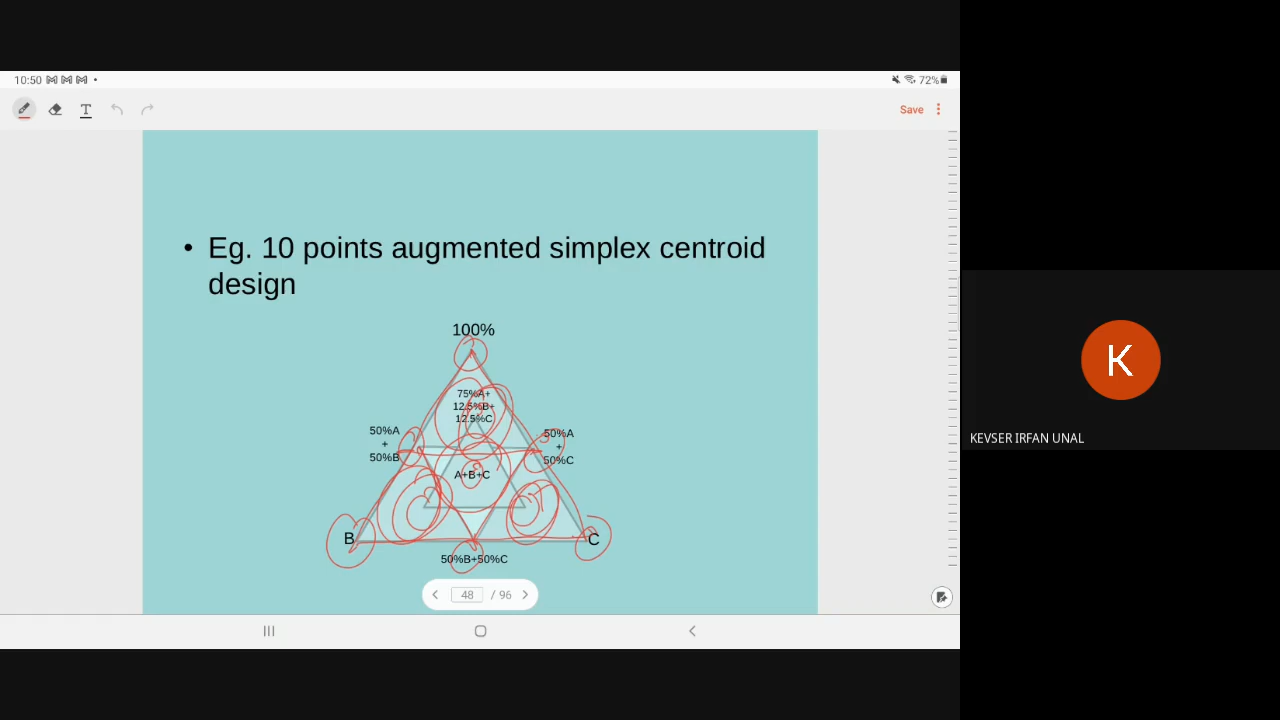 10:50
72%
T
Save
• Eg. 10 points augmented simplex centroid
design
100%
75%A+
12.5%B+
12.5%C
50%A
+
50%B
50%A
+
50%C
A+B+C
B
C
50%B+50%C
48 / 96
K
KEVSER IRFAN UNAL